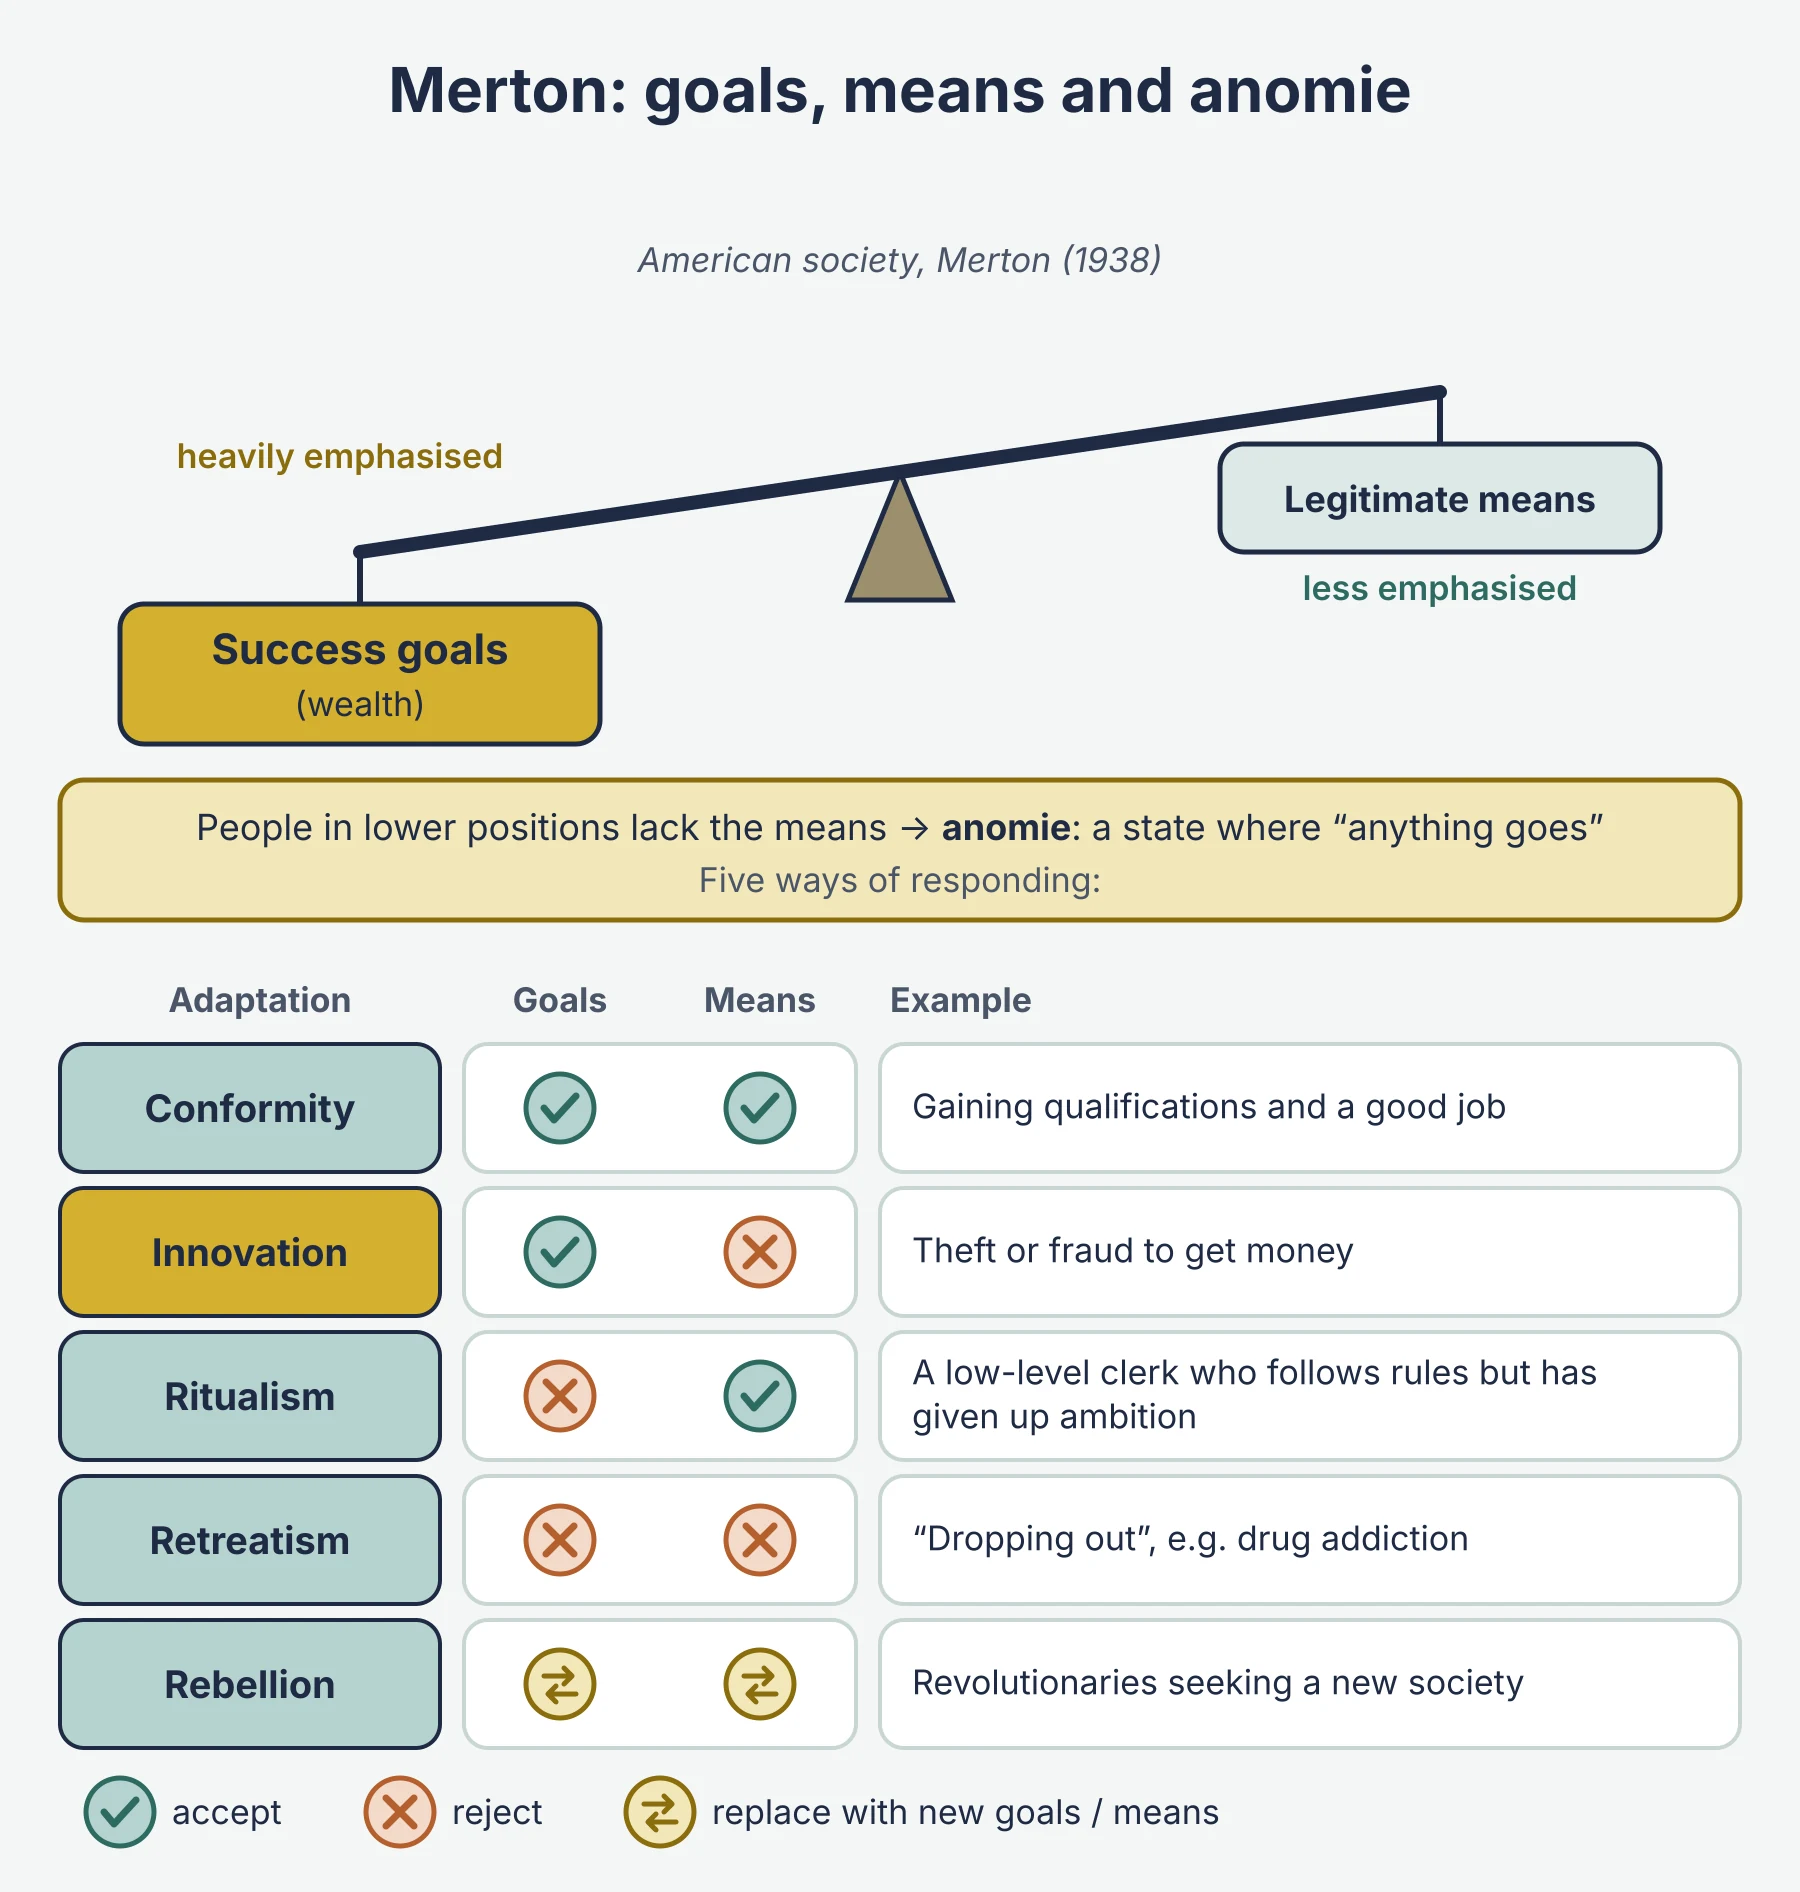 Merton: goals, means and anomie
American society, Merton (1938)
heavily emphasised
Legitimate means
less emphasised
Success goals
(wealth)
People in lower positions lack the means → anomie: a state where “anything goes”
Five ways of responding:
Adaptation Goals Means Example
Conformity Gaining qualifications and a good job
Innovation Theft or fraud to get money
Ritualism A low-level clerk who follows rules but has
given up ambition
Retreatism “Dropping out”, e.g. drug addiction
Rebellion Revolutionaries seeking a new society
accept reject replace with new goals / means